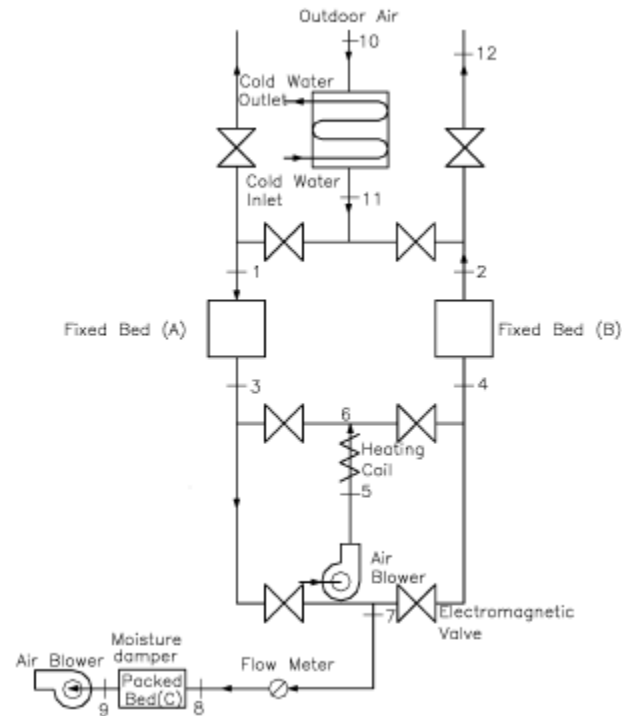 Outdoor Air
10
12
Cold Water
Outlet
Cold Water
Inlet
11
1
2
Fixed Bed (A)
Fixed Bed (B)
3
4
6
Heating
Coil
5
Air
Blower
7
Electromagnetic
Valve
Moisture
damper
Air Blower
Flow Meter
Packed
Bed(C)
9
8